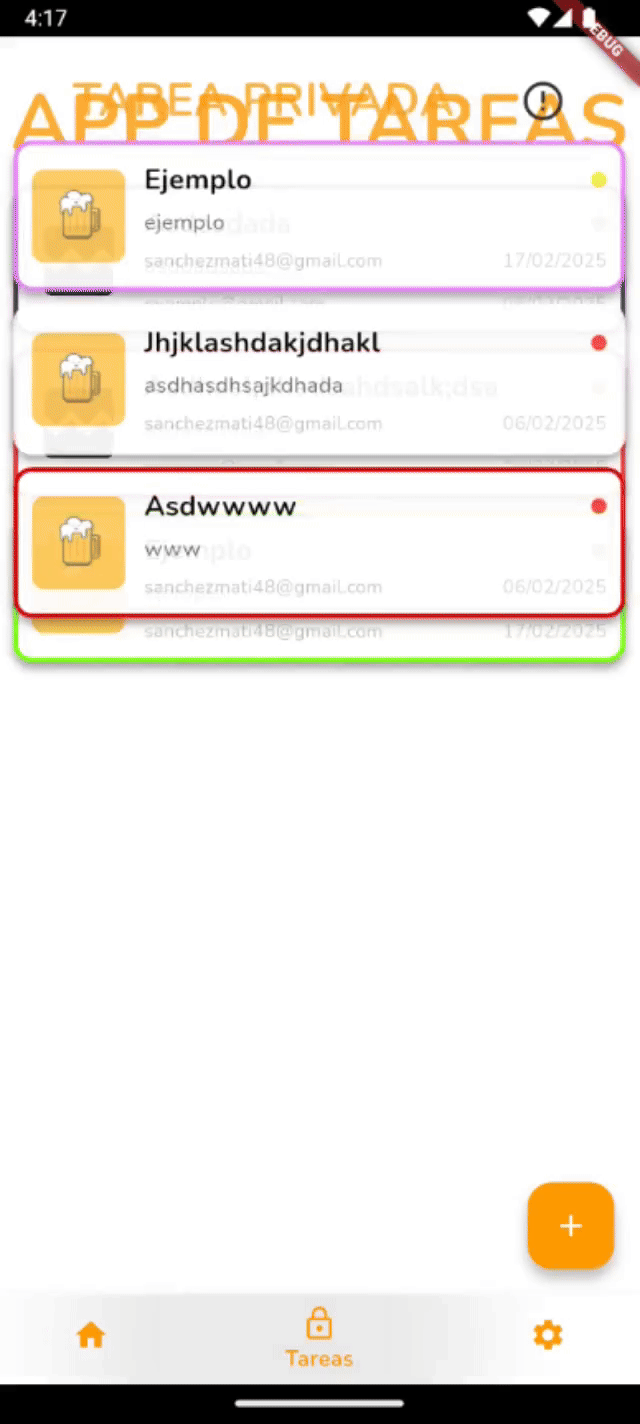 4:17
DEBUG
TAREA PRIVADA
APP DE TAREAS
Ejemplo
ejemplo
sanchezmati48@gmail.com 17/02/2025
Jhjklashdakjdhakl
asdhasdhsajkdhada
sanchezmati48@gmail.com 06/02/2025
Asdwwww
www
Ejemplo
sanchezmati48@gmail.com 06/02/2025
sanchezmati48@gmail.com 17/02/2025
+
Tareas